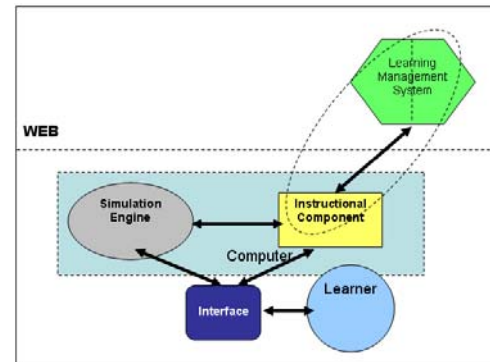 Learning
Management
System
WEB
Simulation
Engine
Instructional
Component
Computer
Interface
Learner